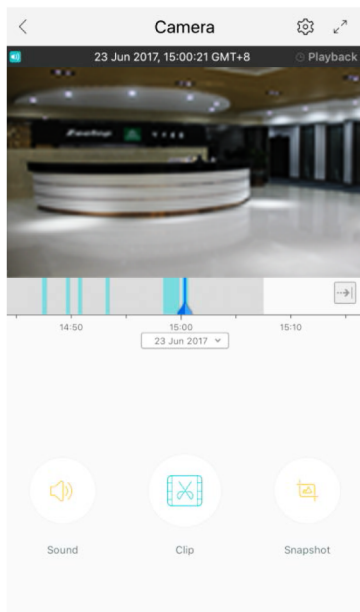 Camera
23 Jun 2017, 15:00:21 GMT+8
Playback
14:50
15:00
15:10
23 Jun 2017
Sound
Clip
Snapshot